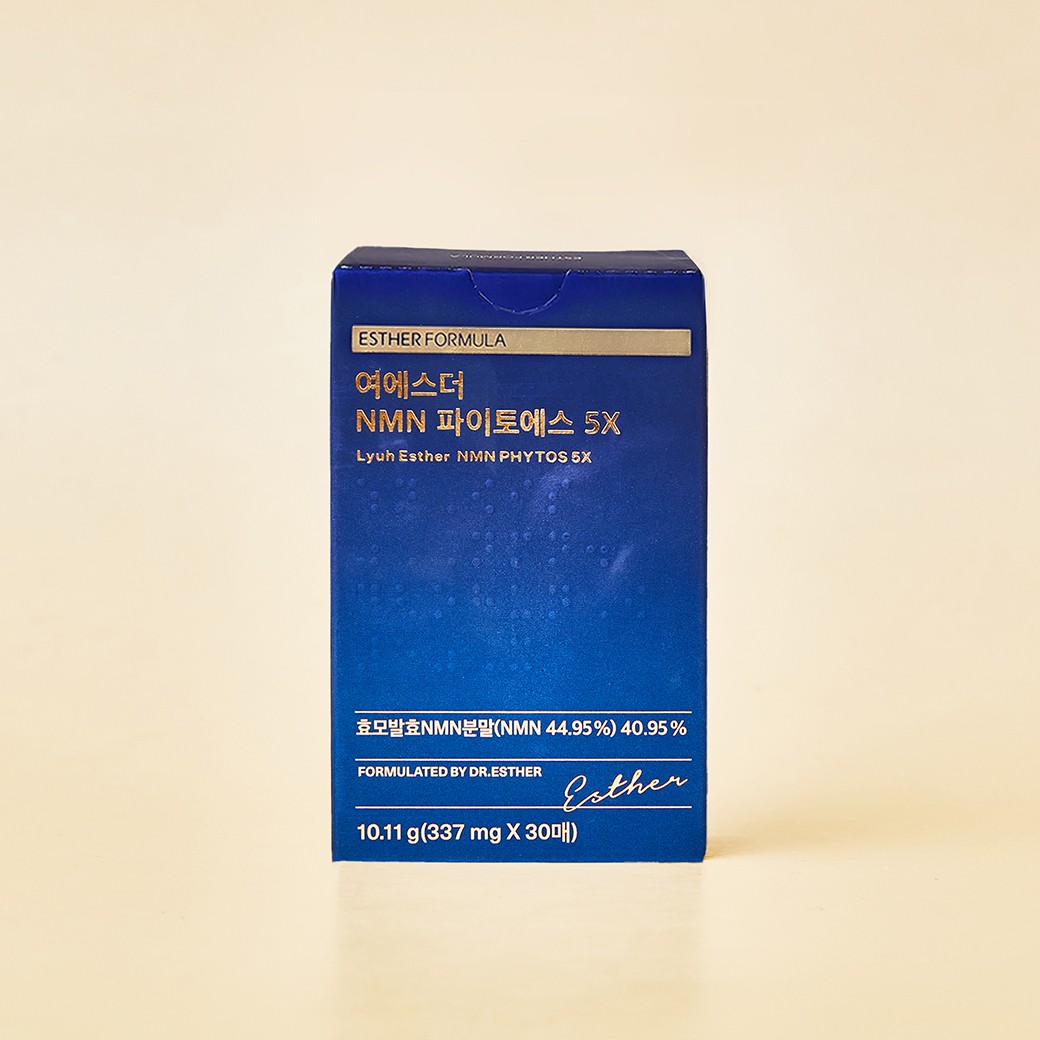 ESTHER FORMULA
ESTHER FORMULA
여에스더
NMN 파이토에스 5X
Lyuh Esther NMN PHYTOS 5X
효모발효NMN분말(NMN 44.95%) 40.95%
FORMULATED BY DR.ESTHER
Esther
10.11 g(337 mg X 30매)